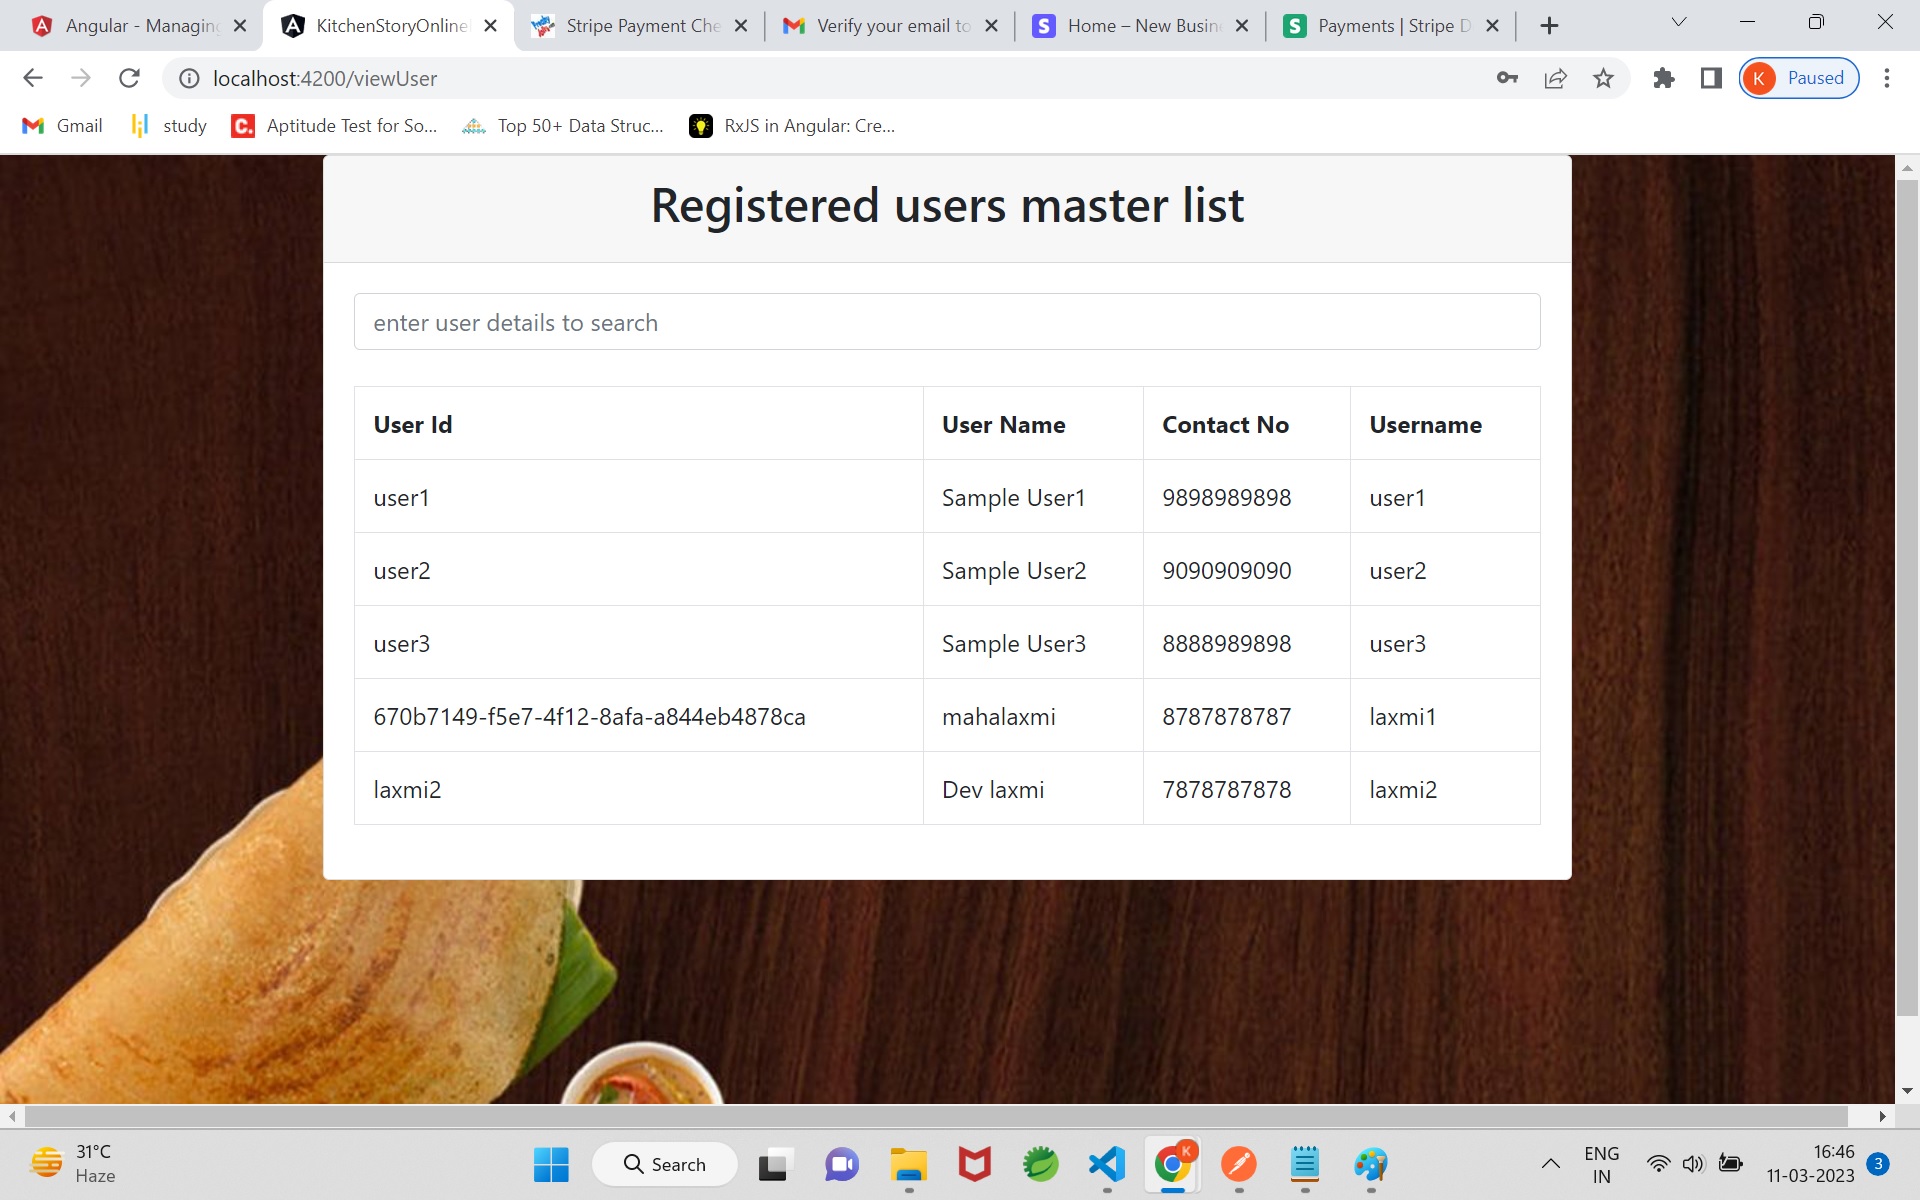 Angular - Managing
KitchenStoryOnline
Stripe Payment Che
Verify your email to
Home – New Busin
Payments | Stripe D
localhost:4200/viewUser
K Paused
Gmail
study
Aptitude Test for So...
Top 50+ Data Struc...
RxJS in Angular: Cre...
Registered users master list
enter user details to search
User Id User Name Contact No Username
user1 Sample User1 9898989898 user1
user2 Sample User2 9090909090 user2
user3 Sample User3 8888989898 user3
670b7149-f5e7-4f12-8afa-a844eb4878ca mahalaxmi 8787878787 laxmi1
laxmi2 Dev laxmi 7878787878 laxmi2
31°C
Haze
Search
K
ENG
IN
16:46
11-03-2023
3